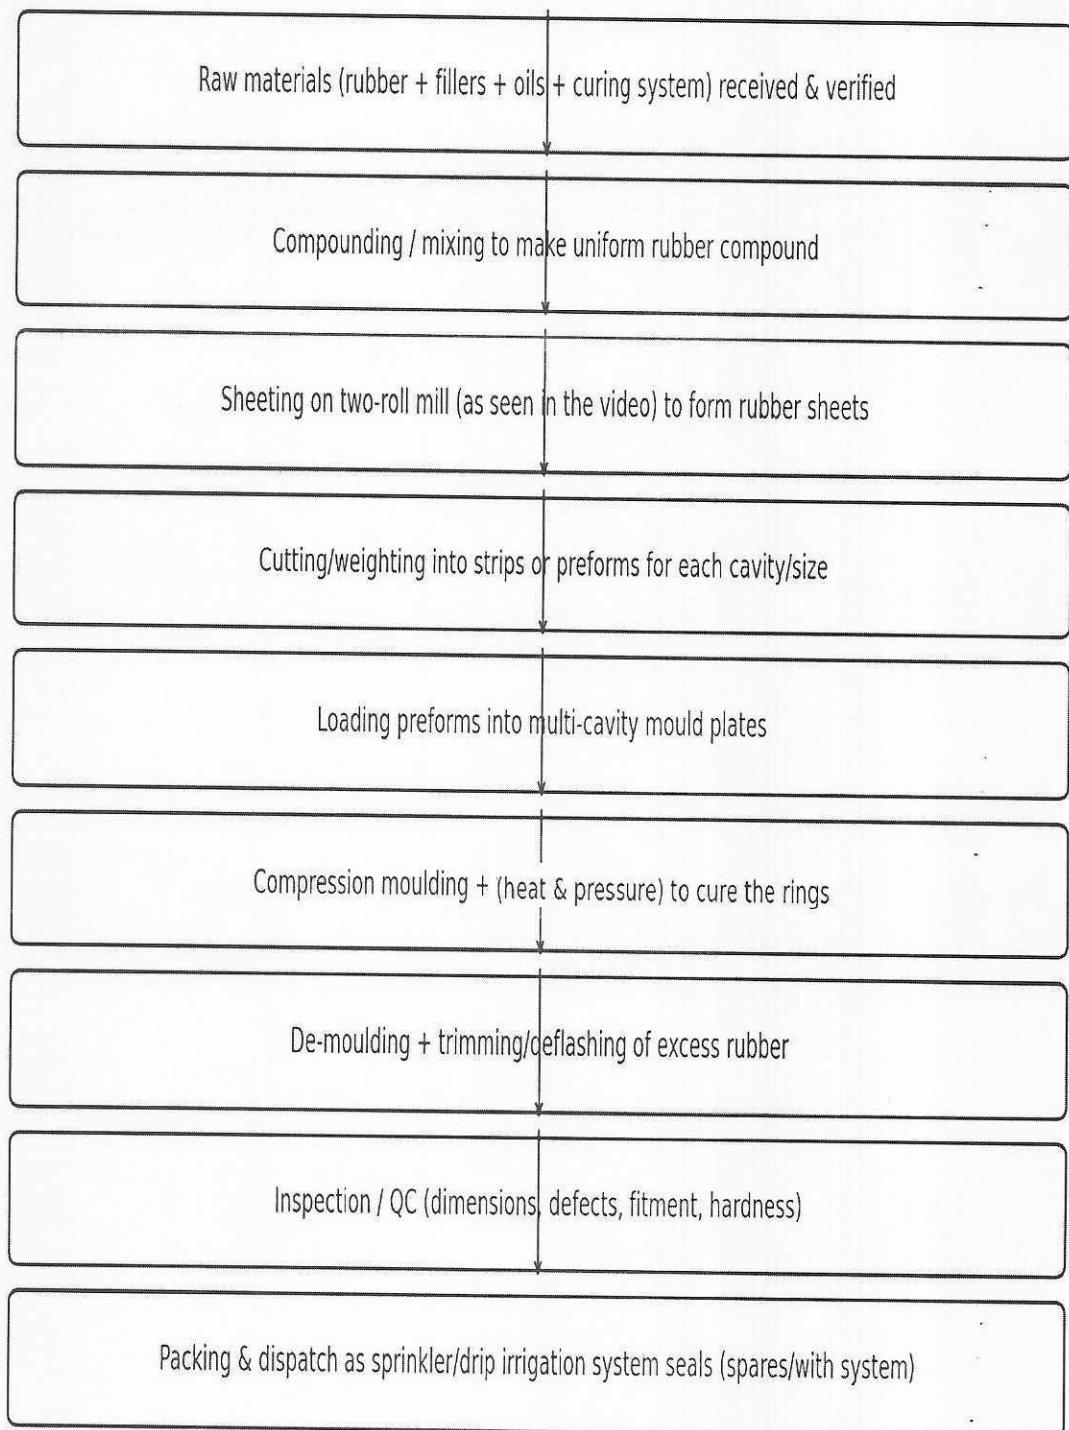 Raw materials (rubber + fillers + oils + curing system) received & verified
Compounding / mixing to make uniform rubber compound
Sheeting on two-roll mill (as seen in the video) to form rubber sheets
Cutting/weighting into strips or preforms for each cavity/size
Loading preforms into multi-cavity mould plates
Compression moulding + (heat & pressure) to cure the rings
De-moulding + trimming/deflashing of excess rubber
Inspection / QC (dimensions, defects, fitment, hardness)
Packing & dispatch as sprinkler/drip irrigation system seals (spares/with system)